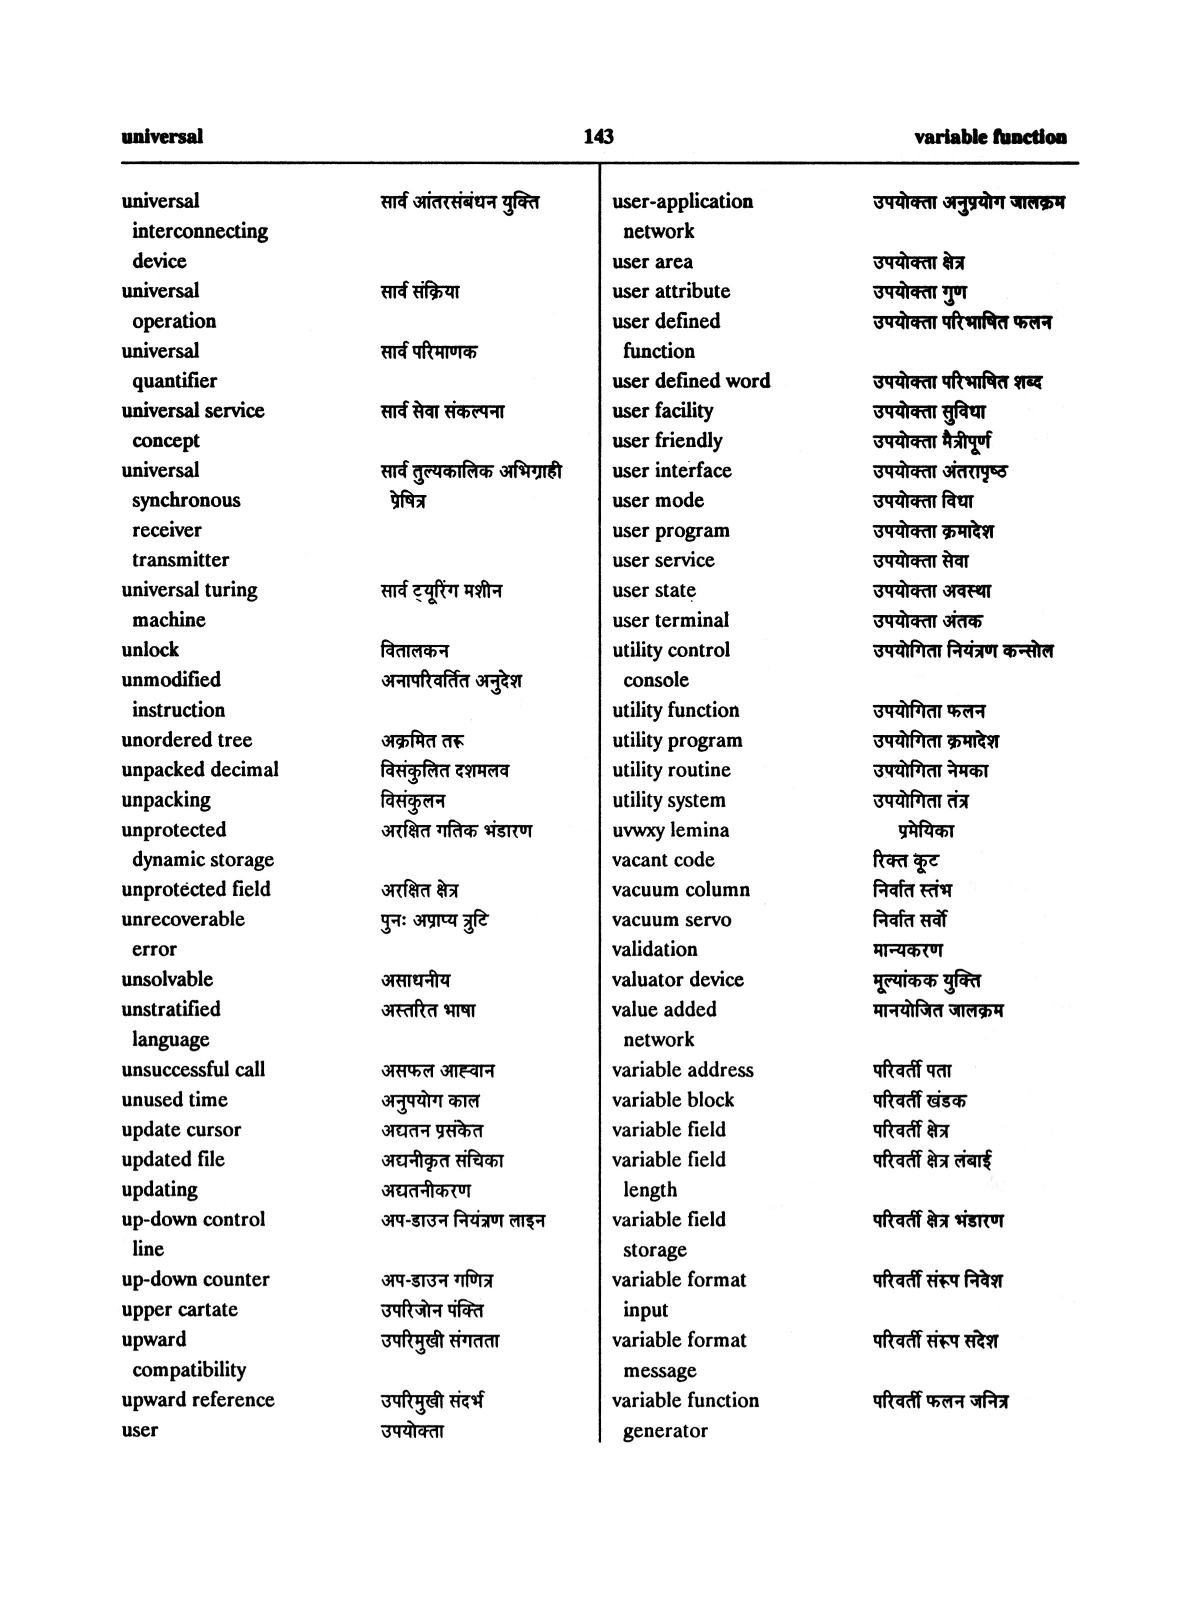 universal 143 variable function
universal सार्व आंतरसंबंधन युक्ति
interconnecting
device
universal सार्व संक्रिया
operation
universal सार्व परिमाणक
quantifier
universal service सार्व सेवा संकल्पना
concept
universal सार्व तुल्यकालिक अभिग्राही
synchronous प्रेषित्र
receiver
transmitter
universal turing सार्व ट्यूरिंग मशीन
machine
unlock वितालकन
unmodified अनापरिवर्तित अनुदेश
instruction
unordered tree अक्रमित तरू
unpacked decimal विसंकुलित दशमलव
unpacking विसंकुलन
unprotected अरक्षित गतिक भंडारण
dynamic storage
unprotected field अरक्षित क्षेत्र
unrecoverable पुनः अप्राप्य त्रुटि
error
unsolvable असाधनीय
unstratified अस्तरित भाषा
language
unsuccessful call असफल आह्वान
unused time अनुपयोग काल
update cursor अद्यतन प्रसंकेत
updated file अद्यनीकृत संचिका
updating अद्यतनीकरण
up-down control अप-डाउन नियंत्रण लाइन
line
up-down counter अप-डाउन गणित्र
upper cartate उपरिजोन पंक्ति
upward उपरिमुखी संगतता
compatibility
upward reference उपरिमुखी संदर्भ
user उपयोक्ता
user-application उपयोक्ता अनुप्रयोग जालक्रम
network
user area उपयोक्ता क्षेत्र
user attribute उपयोक्ता गुण
user defined उपयोक्ता परिभाषित फलन
function
user defined word उपयोक्ता परिभाषित शब्द
user facility उपयोक्ता सुविधा
user friendly उपयोक्ता मैत्रीपूर्ण
user interface उपयोक्ता अंतरापृष्ठ
user mode उपयोक्ता विधा
user program उपयोक्ता क्रमादेश
user service उपयोक्ता सेवा
user state उपयोक्ता अवस्था
user terminal उपयोक्ता अंतक
utility control उपयोगिता नियंत्रण कन्सोल
console
utility function उपयोगिता फलन
utility program उपयोगिता क्रमादेश
utility routine उपयोगिता नेमका
utility system उपयोगिता तंत्र
uvwxy lemina प्रमेयिका
vacant code रिक्त कूट
vacuum column निर्वात स्तंभ
vacuum servo निर्वात सर्वो
validation मान्यकरण
valuator device मूल्यांकक युक्ति
value added मानयोजित जालक्रम
network
variable address परिवर्ती पता
variable block परिवर्ती खंडक
variable field परिवर्ती क्षेत्र
variable field परिवर्ती क्षेत्र लंबाई
length
variable field परिवर्ती क्षेत्र भंडारण
storage
variable format परिवर्ती संरूप निवेश
input
variable format परिवर्ती संरूप संदेश
message
variable function परिवर्ती फलन जनित्र
generator